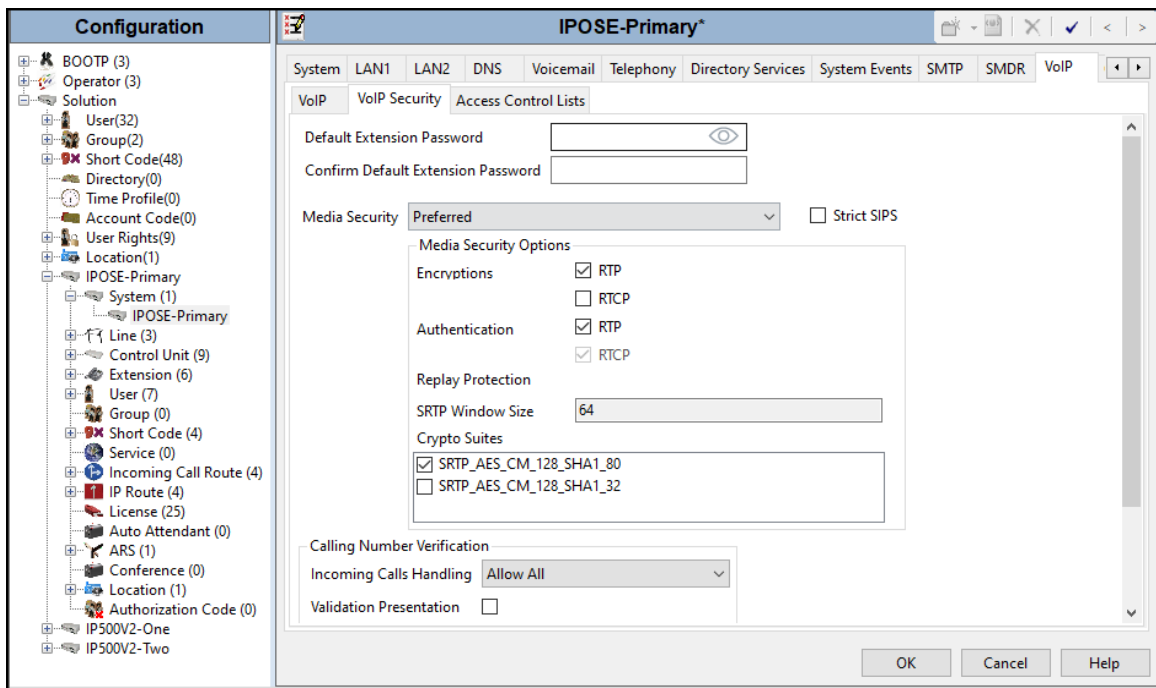 Configuration
BOOTP (3)
Operator (3)
Solution
User(32)
Group(2)
Short Code(48)
Directory(0)
Time Profile(0)
Account Code(0)
User Rights(9)
Location(1)
IPOSE-Primary
System (1)
IPOSE-Primary
Line (3)
Control Unit (9)
Extension (6)
User (7)
Group (0)
Short Code (4)
Service (0)
Incoming Call Route (4)
IP Route (4)
License (25)
Auto Attendant (0)
ARS (1)
Conference (0)
Location (1)
Authorization Code (0)
IP500V2-One
IP500V2-Two
IPOSE-Primary*
System LAN1 LAN2 DNS Voicemail Telephony Directory Services System Events SMTP SMDR VoIP
VoIP VoIP Security Access Control Lists
Default Extension Password
Confirm Default Extension Password
Media Security Preferred Strict SIPS
Media Security Options
Encryptions RTP
RTCP
Authentication RTP
RTCP
Replay Protection
SRTP Window Size 64
Crypto Suites
SRTP_AES_CM_128_SHA1_80
SRTP_AES_CM_128_SHA1_32
Calling Number Verification
Incoming Calls Handling Allow All
Validation Presentation
OK Cancel Help